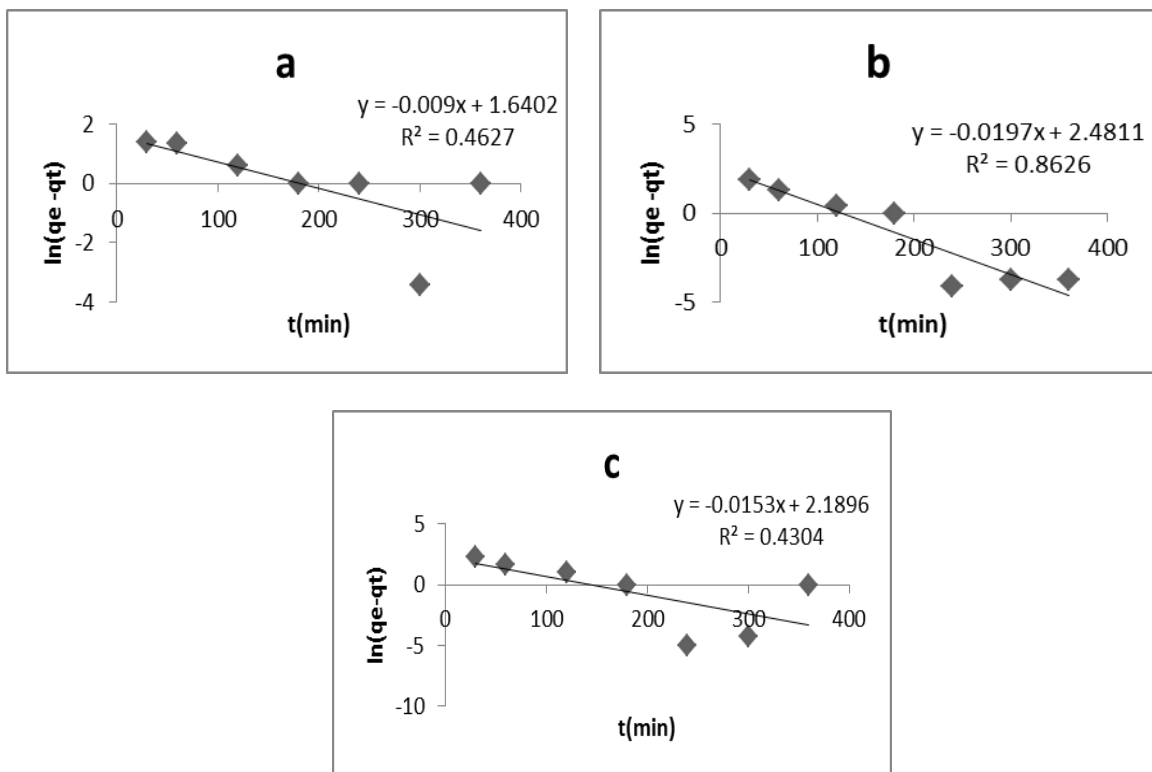 a
y = -0.009x + 1.6402
R² = 0.4627
2
0
-2
-4
0
100
200
300
400
ln(qe -qt)
t(min)
b
y = -0.0197x + 2.4811
R² = 0.8626
5
0
-5
0
100
200
300
400
ln(qe -qt)
t(min)
c
y = -0.0153x + 2.1896
R² = 0.4304
5
0
-5
-10
0
100
200
300
400
ln(qe-qt)
t(min)